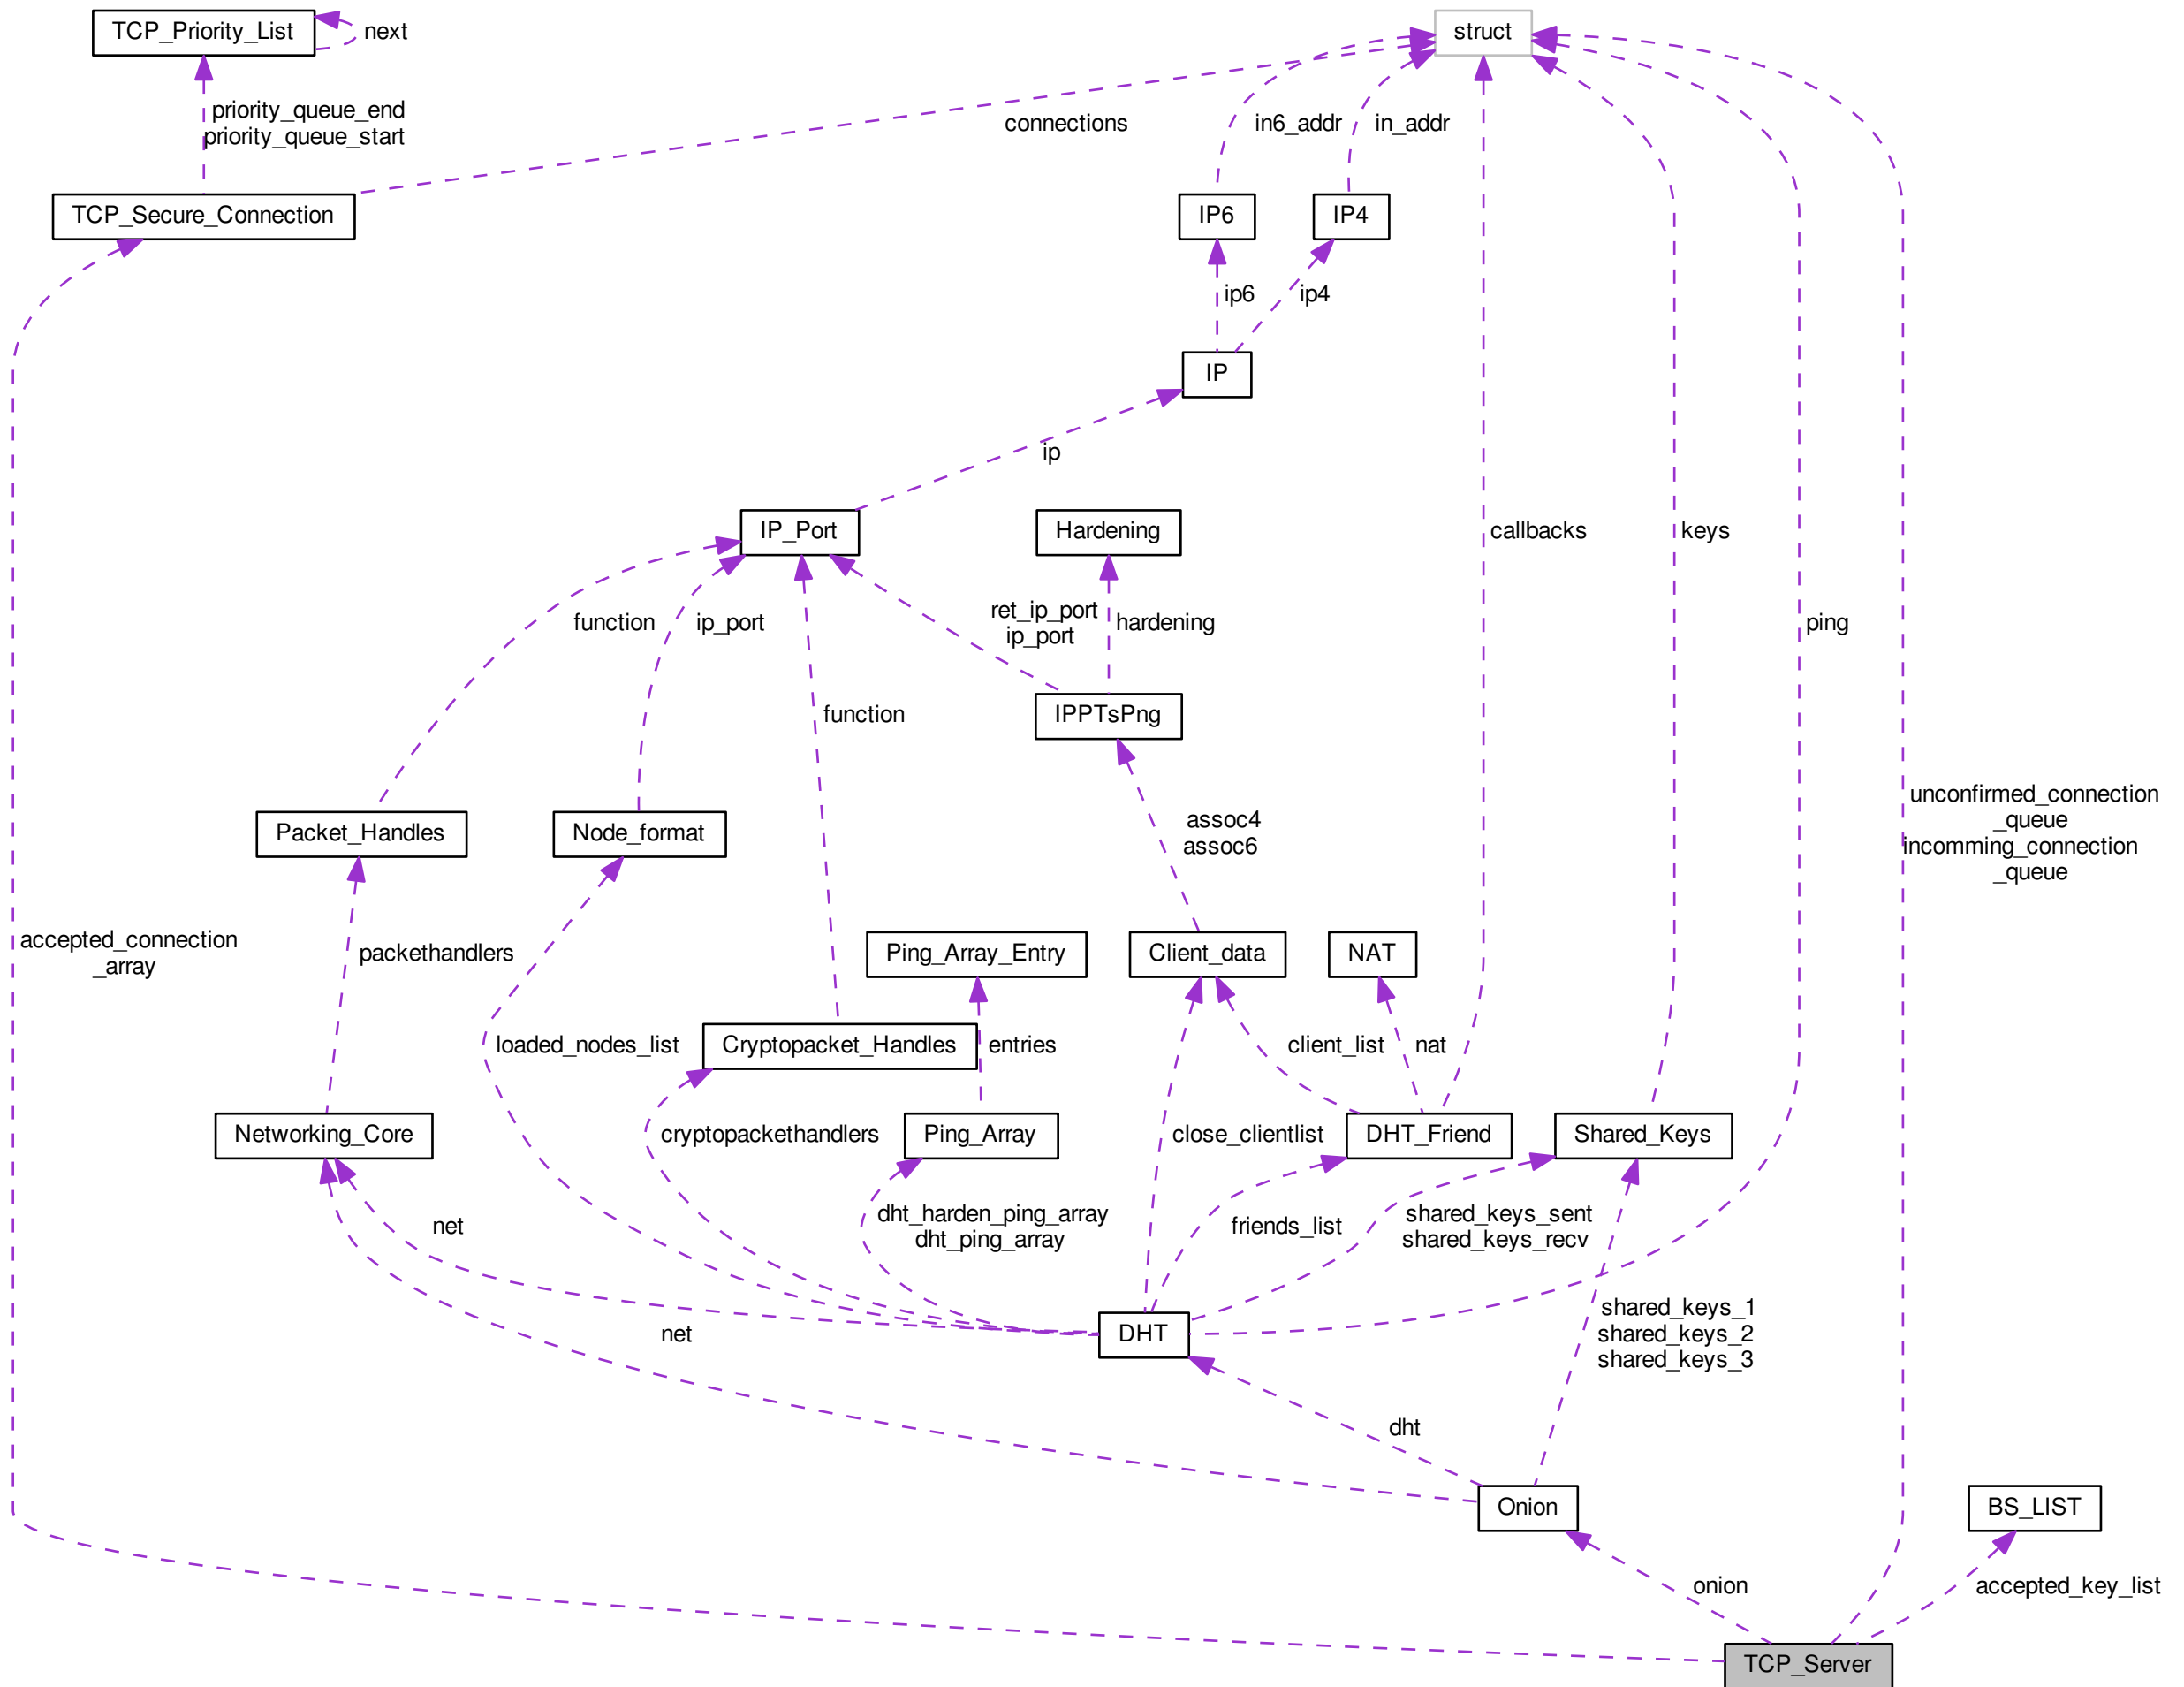 TCP_Priority_List
next
struct
priority_queue_end
priority_queue_start
connections
in6_addr
in_addr
TCP_Secure_Connection
IP6
IP4
ip6
ip4
IP
ip
IP_Port
Hardening
callbacks
keys
function
ip_port
ret_ip_port
ip_port
hardening
ping
function
IPPTsPng
unconfirmed_connection
_queue
incomming_connection
_queue
Packet_Handles
Node_format
assoc4
assoc6
accepted_connection
_array
packethandlers
Ping_Array_Entry
Client_data
NAT
loaded_nodes_list
Cryptopacket_Handles
entries
client_list
nat
Networking_Core
cryptopackethandlers
Ping_Array
close_clientlist
DHT_Friend
Shared_Keys
net
dht_harden_ping_array
dht_ping_array
friends_list
shared_keys_sent
shared_keys_recv
net
DHT
shared_keys_1
shared_keys_2
shared_keys_3
dht
Onion
BS_LIST
onion
accepted_key_list
TCP_Server